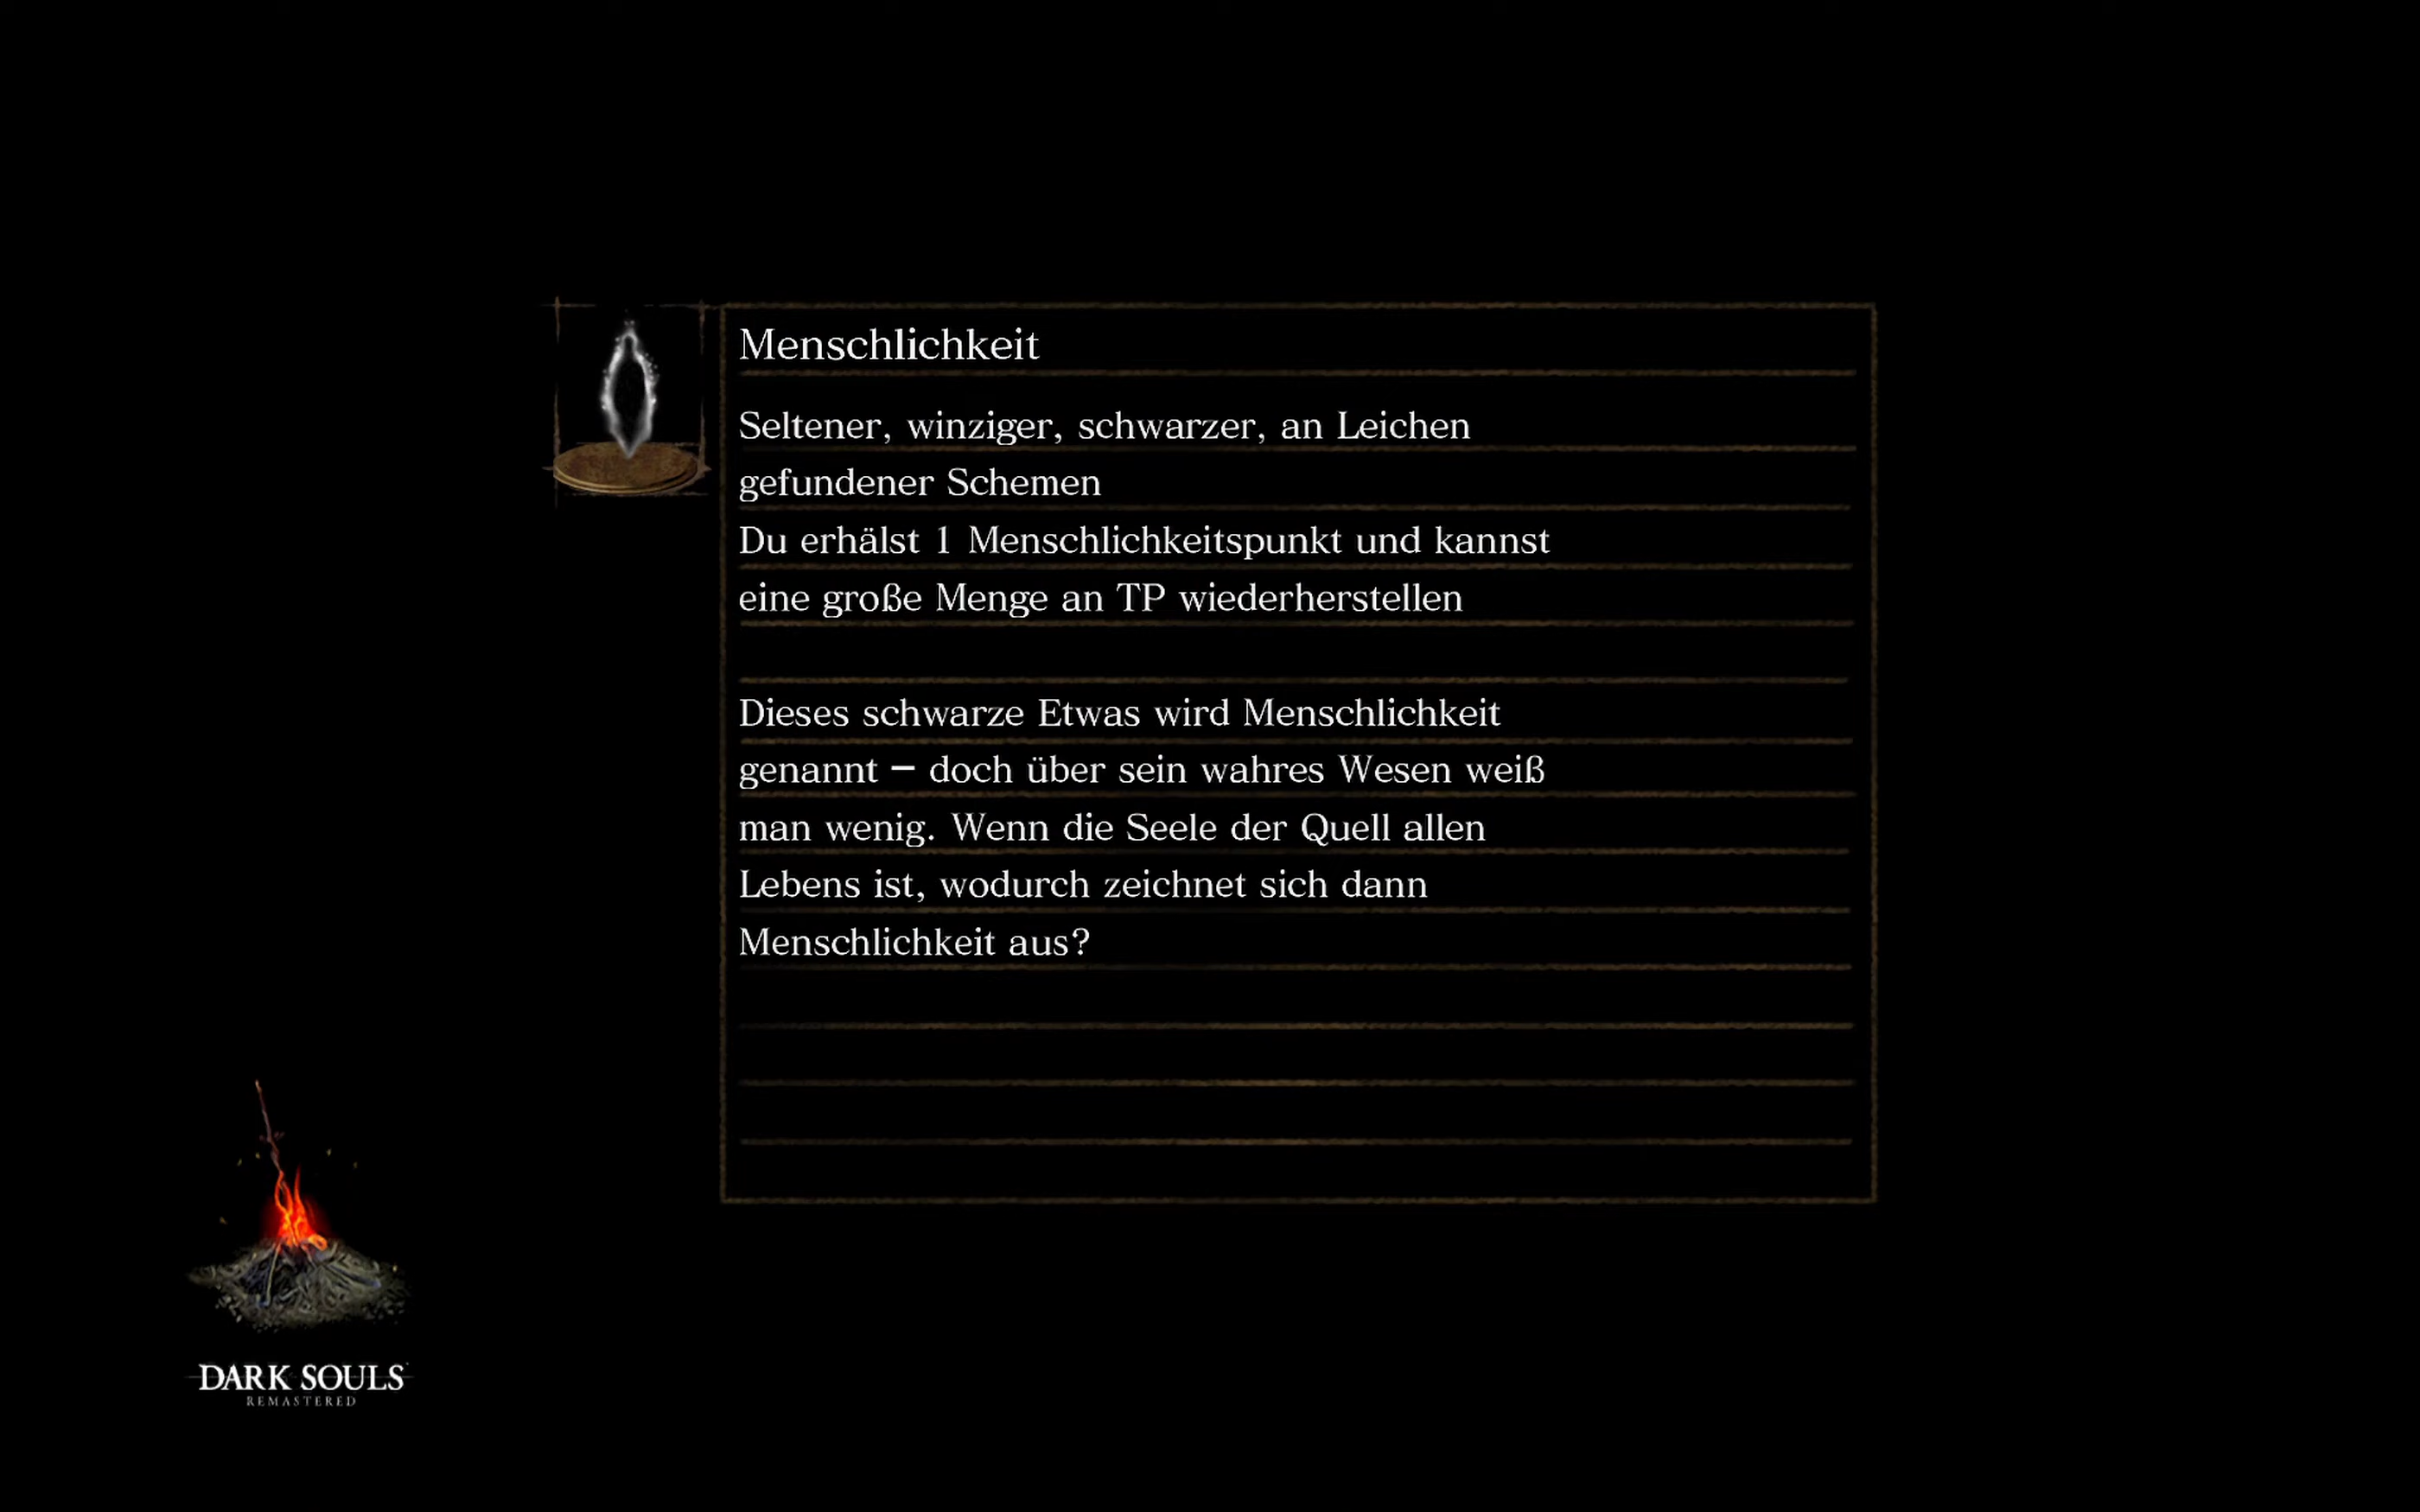 Menschlichkeit
Seltener, winziger, schwarzer, an Leichen
gefundener Schemen
Du erhälst 1 Menschlichkeitspunkt und kannst
eine große Menge an TP wiederherstellen
Dieses schwarze Etwas wird Menschlichkeit
genannt – doch über sein wahres Wesen weiß
man wenig. Wenn die Seele der Quell allen
Lebens ist, wodurch zeichnet sich dann
Menschlichkeit aus?
DARK SOULS
REMASTERED